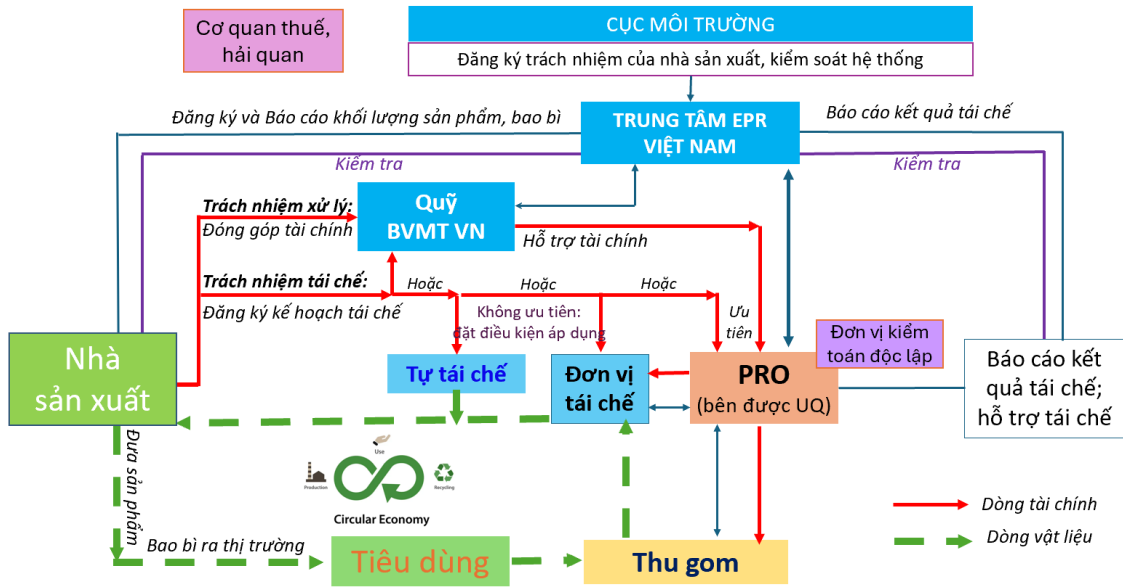 CỤC MÔI TRƯỜNG
Cơ quan thuế,
hải quan
Đăng ký trách nhiệm của nhà sản xuất, kiểm soát hệ thống
Đăng ký và Báo cáo khối lượng sản phẩm, bao bì
TRUNG TÂM EPR
VIỆT NAM
Báo cáo kết quả tái chế
Kiểm tra
Kiểm tra
Trách nhiệm xử lý:
Đóng góp tài chính
Quỹ
BVMT VN
Hỗ trợ tài chính
Trách nhiệm tái chế:
Đăng ký kế hoạch tái chế
Hoặc
Hoặc
Hoặc
Không ưu tiên:
đặt điều kiện áp dụng
Ưu
tiên
Nhà
sản xuất
Tự tái chế
Đơn vị
tái chế
PRO
(bên được UQ)
Đơn vị kiểm
toán độc lập
Báo cáo kết
quả tái chế;
hỗ trợ tái chế
Đưa sản phẩm
Use
Production
Recycling
Circular Economy
Bao bì ra thị trường
Tiêu dùng
Thu gom
Dòng tài chính
Dòng vật liệu